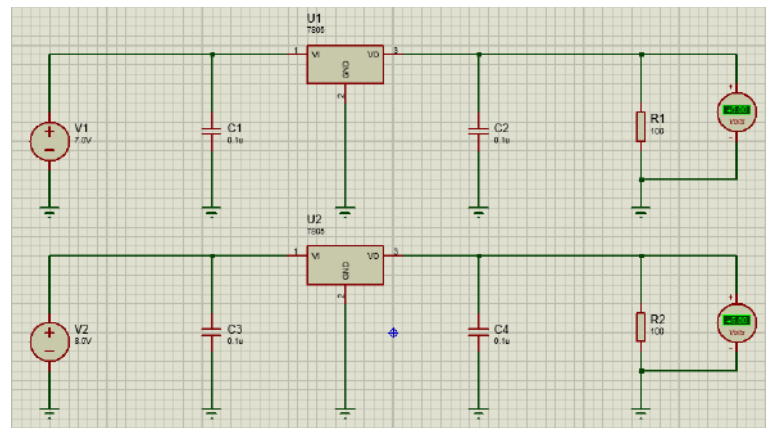 U1
7805
1 VI VO 3
GND
2
V1
7.0V
C1
0.1u
C2
0.1u
R1
100
+
Volts
-
U2
7805
1 VI VO 3
GND
2
V2
8.0V
C3
0.1u
C4
0.1u
R2
100
+
Volts
-